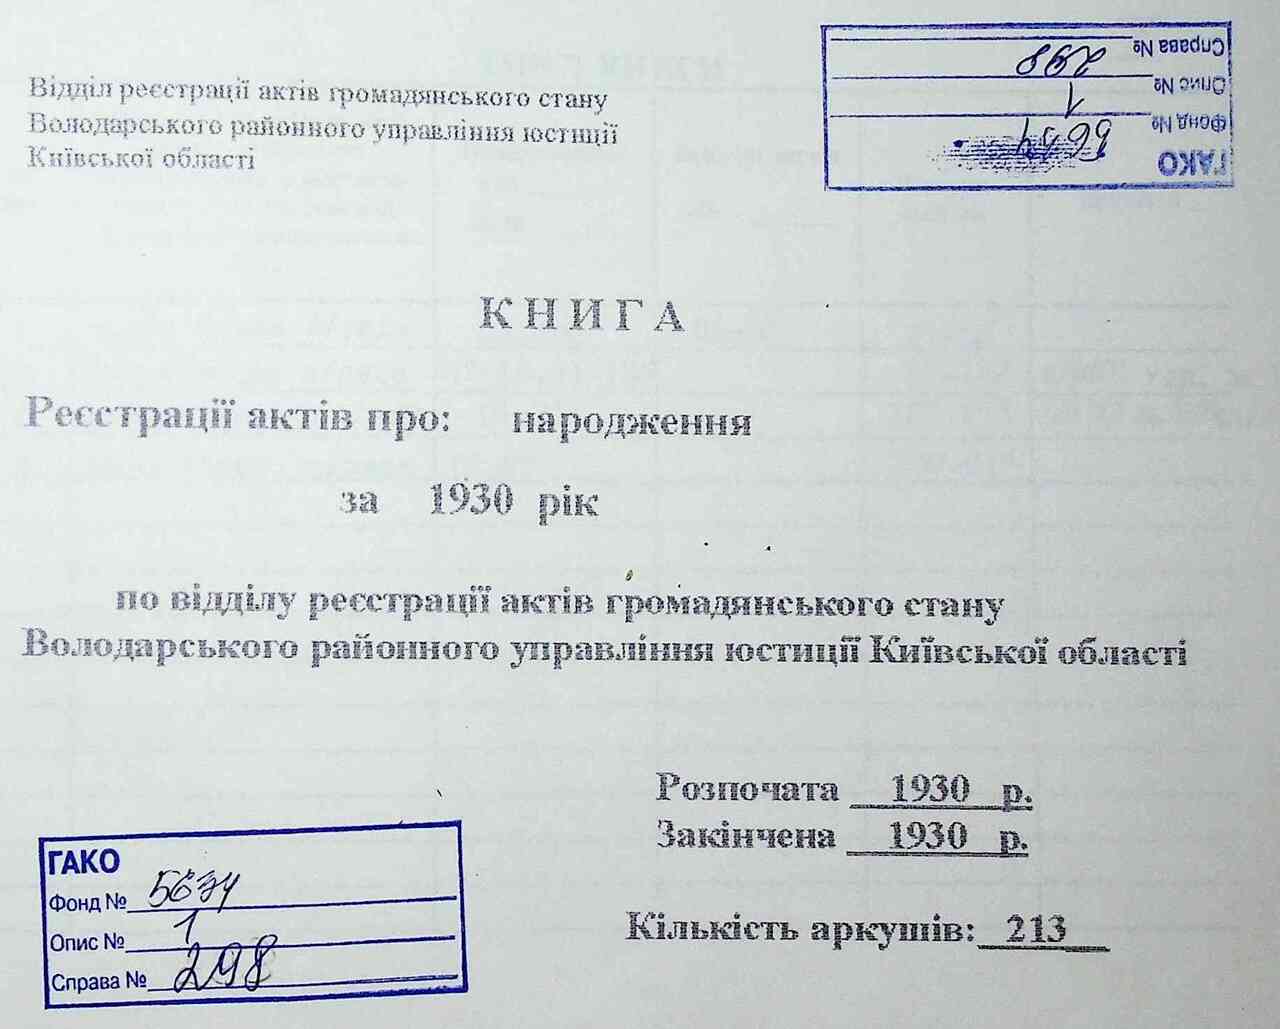 Відділ реєстрації актів громадянського стану
Володарського районного управління юстиції
Київської області
ГАКО
Фонд № 5634
Опис № 1
Справа № 298
КНИГА
Реєстрації актів про: народження
за 1930 рік
по відділу реєстрації актів громадянського стану
Володарського районного управління юстиції Київської області
Розпочата 1930 р.
Закінчена 1930 р.
Кількість аркушів: 213
ГАКО
Фонд № 5634
Опис № 1
Справа № 298